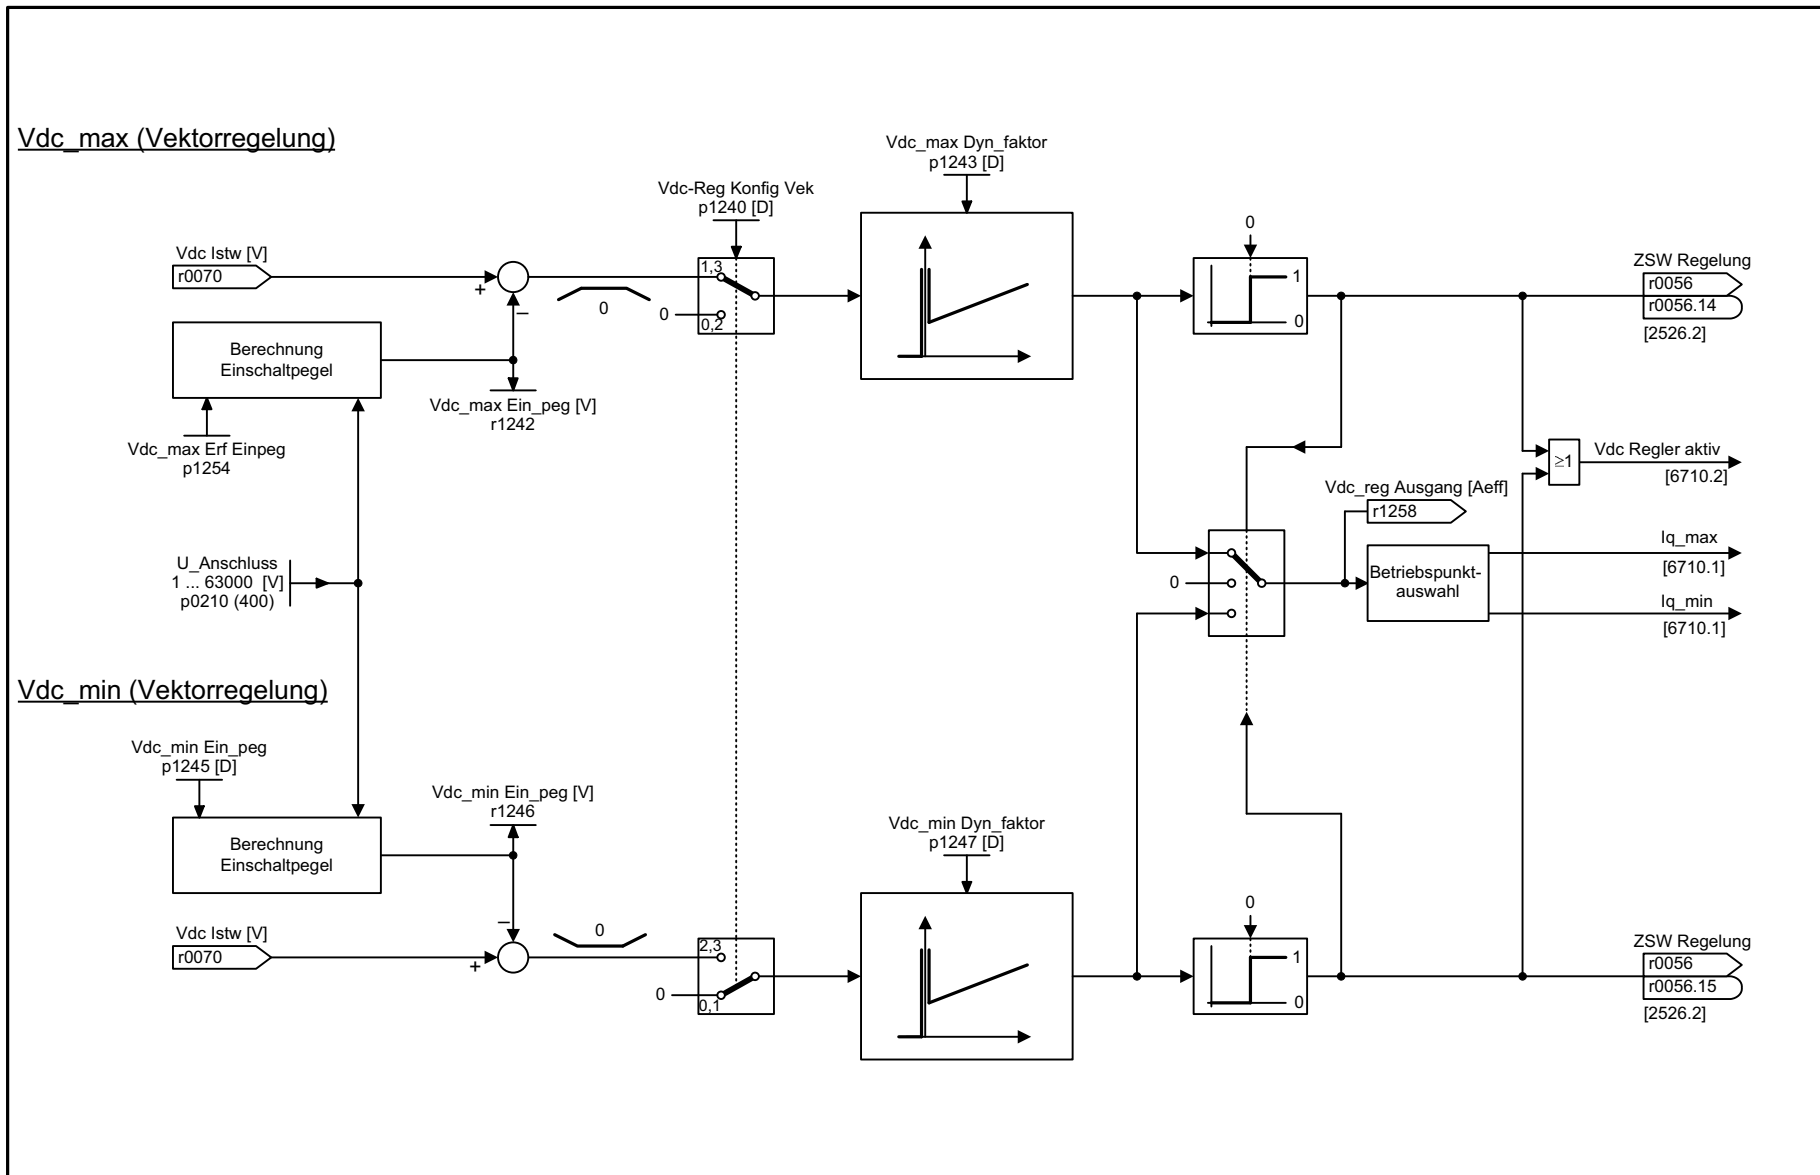 Vdc_max (Vektorregelung)
Vdc_max Dyn_faktor
p1243 [D]
Vdc-Reg Konfig Vek
p1240 [D]
Vdc Istw [V]
r0070
+
–
0
1,3
0
0,2
0
1
0
ZSW Regelung
r0056
r0056.14
[2526.2]
Berechnung
Einschaltpegel
Vdc_max Ein_peg [V]
r1242
Vdc_max Erf Einpeg
p1254
≥1
Vdc Regler aktiv
[6710.2]
Vdc_reg Ausgang [Aeff]
r1258
U_Anschluss
1 ... 63000 [V]
p0210 (400)
0
Betriebspunkt-
auswahl
Iq_max
[6710.1]
Iq_min
[6710.1]
Vdc_min (Vektorregelung)
Vdc_min Ein_peg
p1245 [D]
Vdc_min Ein_peg [V]
r1246
Berechnung
Einschaltpegel
Vdc_min Dyn_faktor
p1247 [D]
Vdc Istw [V]
r0070
+
–
0
2,3
0
0,1
0
1
0
ZSW Regelung
r0056
r0056.15
[2526.2]